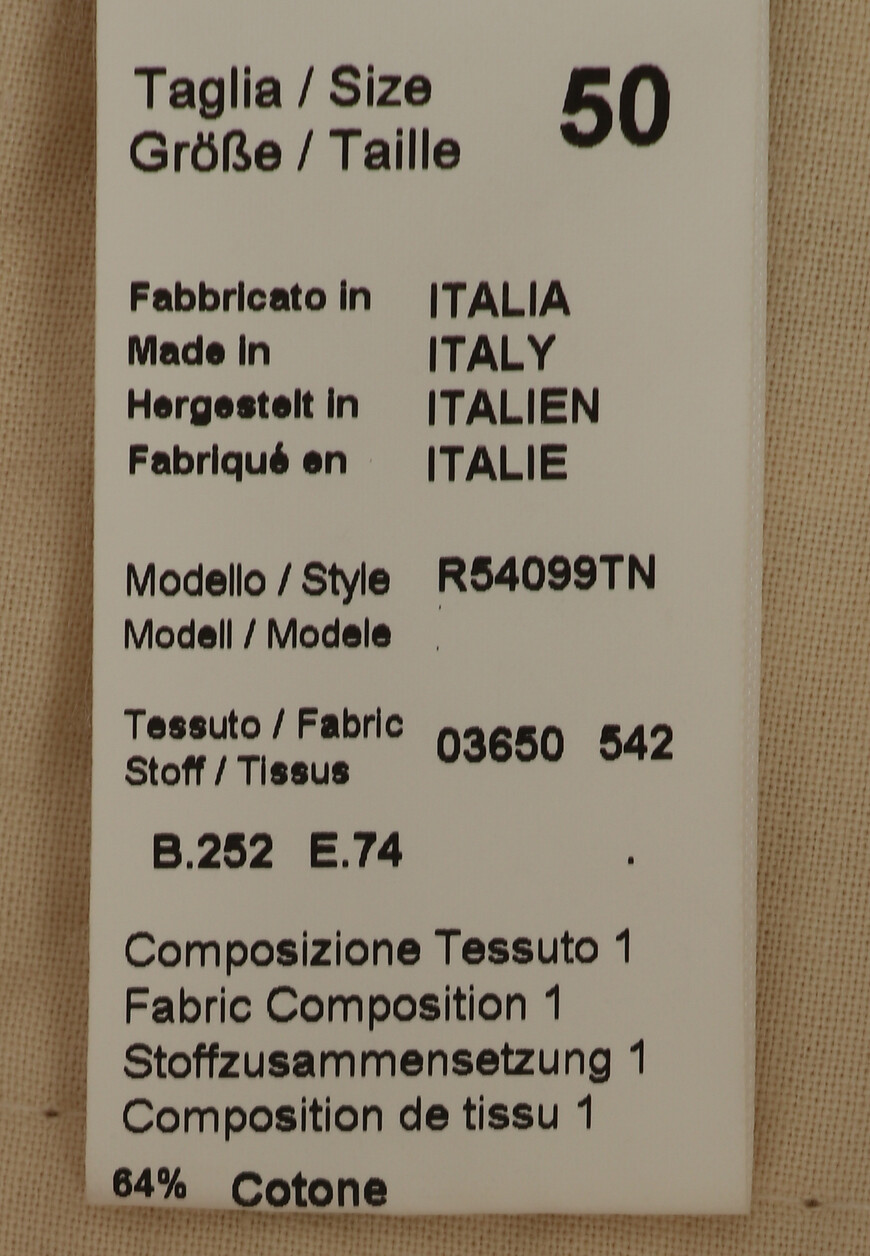 Taglia / Size 50
Größe / Taille
Fabbricato in ITALIA
Made in ITALY
Hergestelt in ITALIEN
Fabriqué en ITALIE
Modello / Style R54099TN
Modell / Modele
Tessuto / Fabric 03650 542
Stoff / Tissus
B.252 E.74 .
Composizione Tessuto 1
Fabric Composition 1
Stoffzusammensetzung 1
Composition de tissu 1
64% Cotone